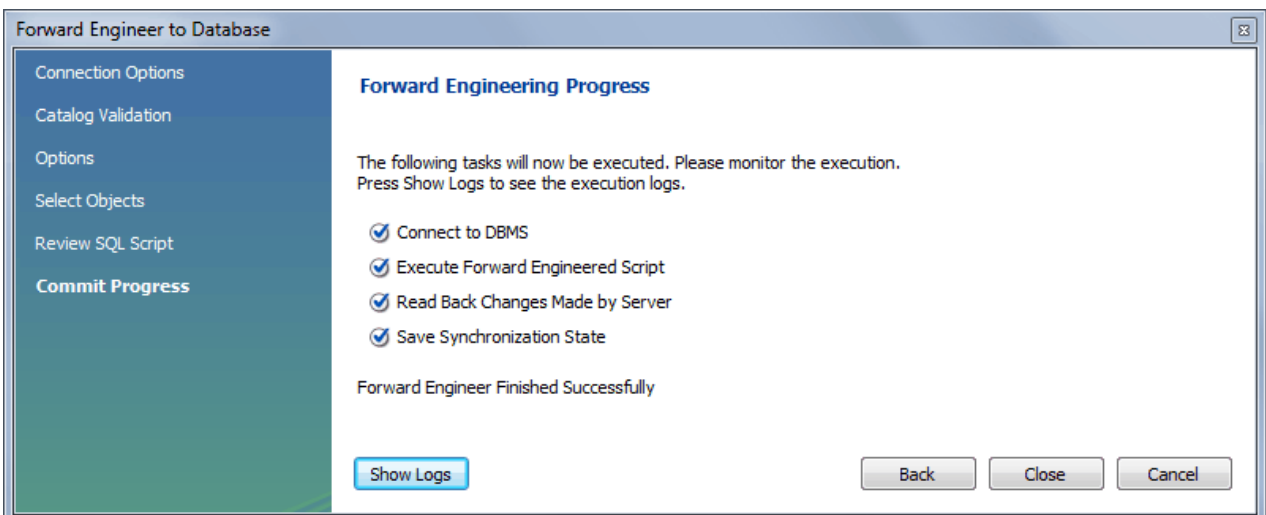 Forward Engineer to Database
Connection Options
Catalog Validation
Options
Select Objects
Review SQL Script
Commit Progress
Forward Engineering Progress
The following tasks will now be executed. Please monitor the execution.
Press Show Logs to see the execution logs.
Connect to DBMS
Execute Forward Engineered Script
Read Back Changes Made by Server
Save Synchronization State
Forward Engineer Finished Successfully
Show Logs
Back
Close
Cancel